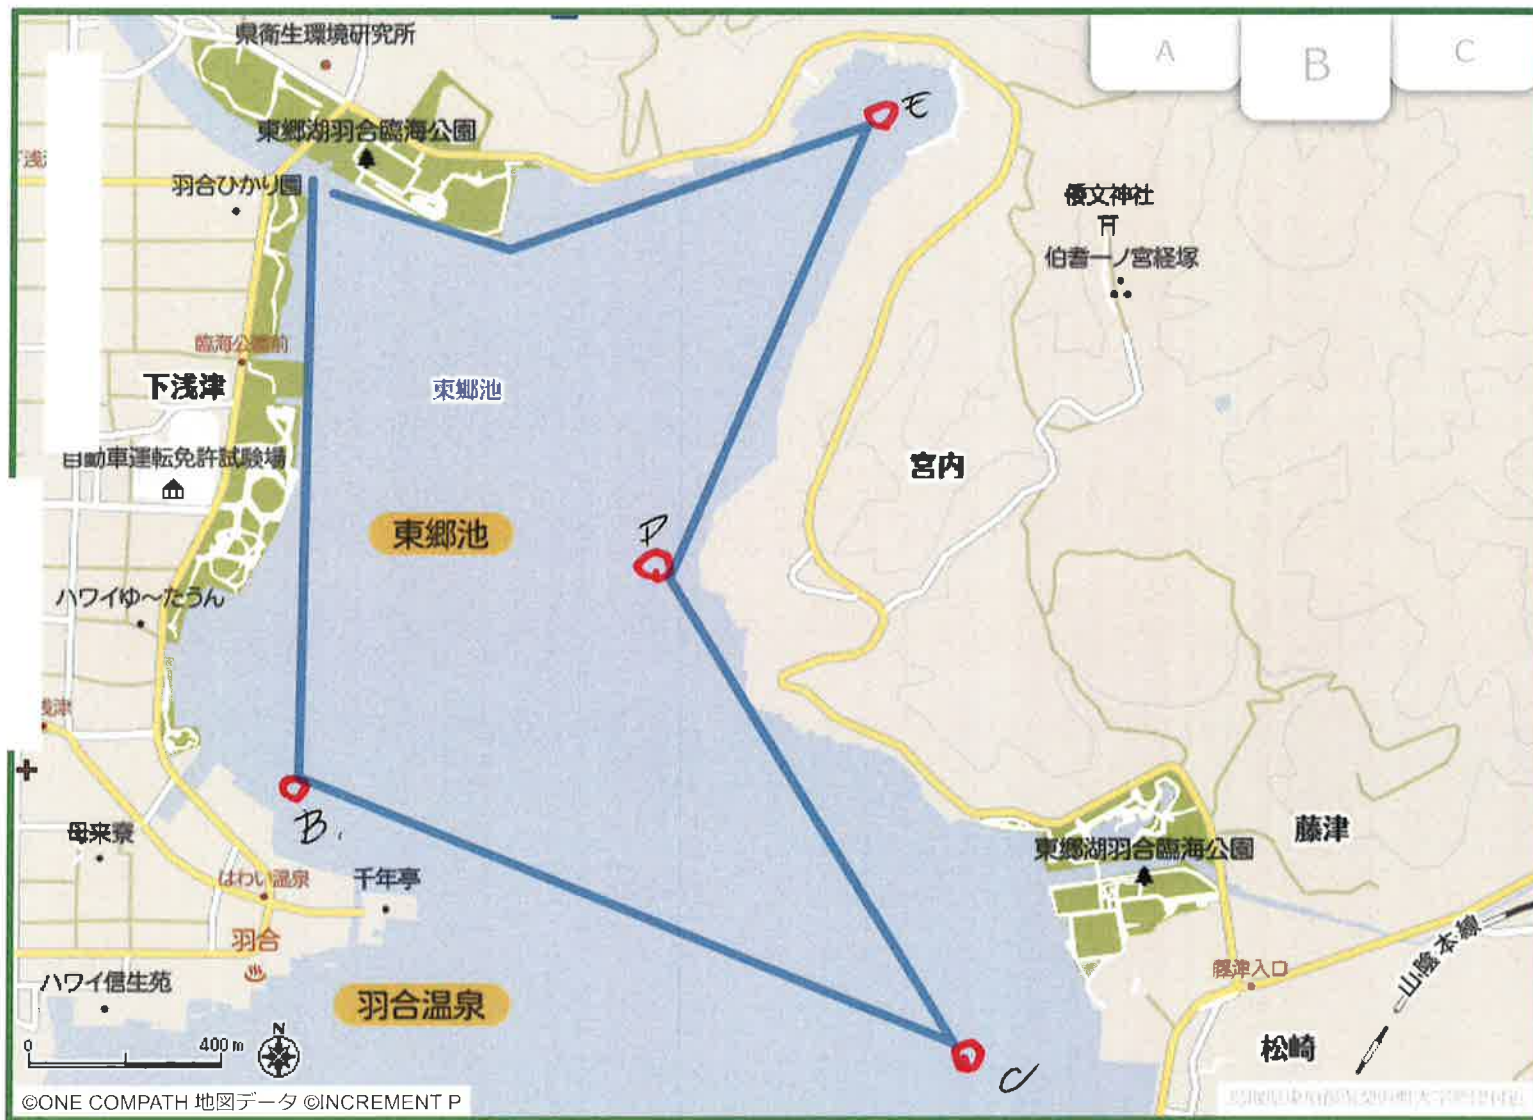 県衛生環境研究所
A
B
C
E
東郷湖羽合臨海公園
羽合ひかり園
倭文神社
伯耆一ノ宮経塚
臨海公園前
下浅津
東郷池
自動車運転免許試験場
宮内
東郷池
D
ハワイゆ〜たうん
浅津
B
母来寮
藤津
東郷湖羽合臨海公園
はわい温泉
千年亭
羽合
藤津入口
山陰本線
ハワイ信生苑
羽合温泉
N
0
400m
松崎
C
©ONE COMPATH 地図データ ©INCREMENT P